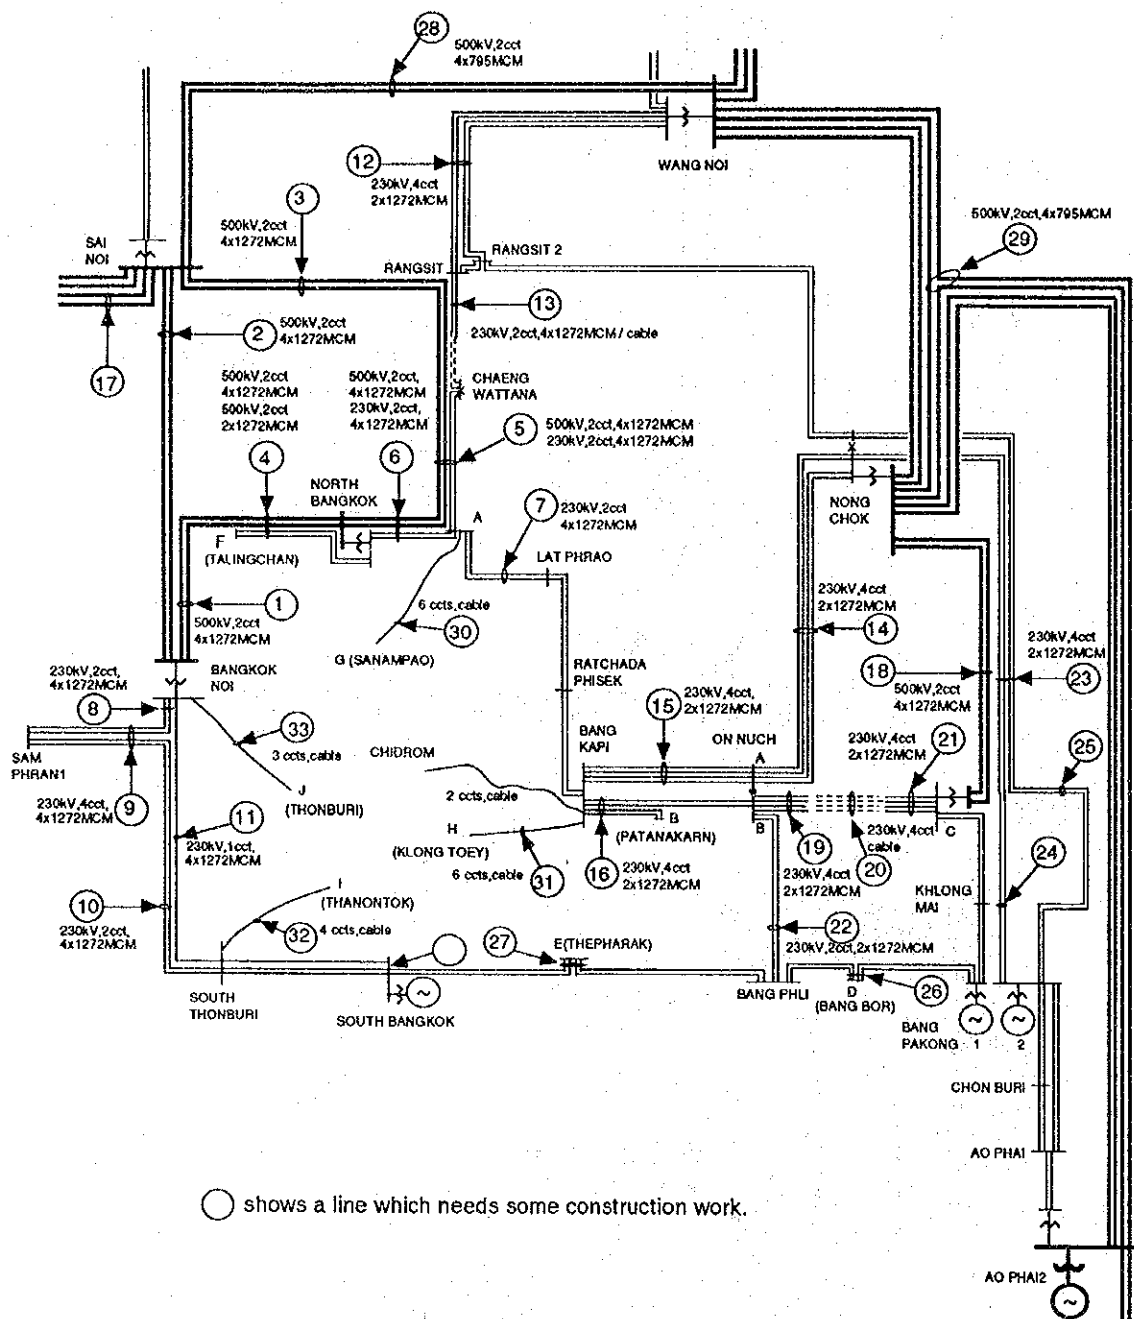 28
500kV,2cct
4x795MCM
WANG NOI
12
230kV,4cct
2x1272MCM
3
500kV,2cct
4x1272MCM
500kV,2cct,4x795MCM
29
SAI
NOI
RANGSIT 2
RANGSIT
13
230kV,2cct,4x1272MCM / cable
2
500kV,2cct
4x1272MCM
17
CHAENG
WATTANA
500kV,2cct
4x1272MCM
500kV,2cct
2x1272MCM
500kV,2cct,
4x1272MCM
230kV,2cct,
4x1272MCM
5
500kV,2cct,4x1272MCM
230kV,2cct,4x1272MCM
4
6
NORTH
BANGKOK
A
7
230kV,2cct
4x1272MCM
NONG
CHOK
F
(TALINGCHAN)
LAT PHRAO
1
500kV,2cct
4x1272MCM
6 ccts,cable
30
G (SANAMPAO)
230kV,4cct
2x1272MCM
14
230kV,4cct
2x1272MCM
18
23
500kV,2cct
4x1272MCM
BANGKOK
NOI
230kV,2cct,
4x1272MCM
8
RATCHADA
PHISEK
15
230kV,4cct,
2x1272MCM
BANG
KAPI
ON NUCH
A
230kV,4cct
2x1272MCM
21
25
SAM
PHRAN1
9
230kV,4cct,
4x1272MCM
33
3 ccts,cable
J
(THONBURI)
CHIDROM
2 ccts,cable
H
(KLONG TOEY)
6 ccts,cable
31
B
(PATANAKARN)
16
230kV,4cct
2x1272MCM
B
19
230kV,4cct
2x1272MCM
230kV,4cct
cable
20
C
11
230kV,1cct,
4x1272MCM
KHLONG
MAI
24
10
230kV,2cct,
4x1272MCM
I
(THANONTOK)
32
4 ccts,cable
22
230kV,2cct,2x1272MCM
27
E(THEPHARAK)
SOUTH
THONBURI
SOUTH BANGKOK
~
BANG PHLI
D
(BANG BOR)
26
BANG
PAKONG
~
1
~
2
CHON BURI
AO PHAI
shows a line which needs some construction work.
AO PHAI2
~